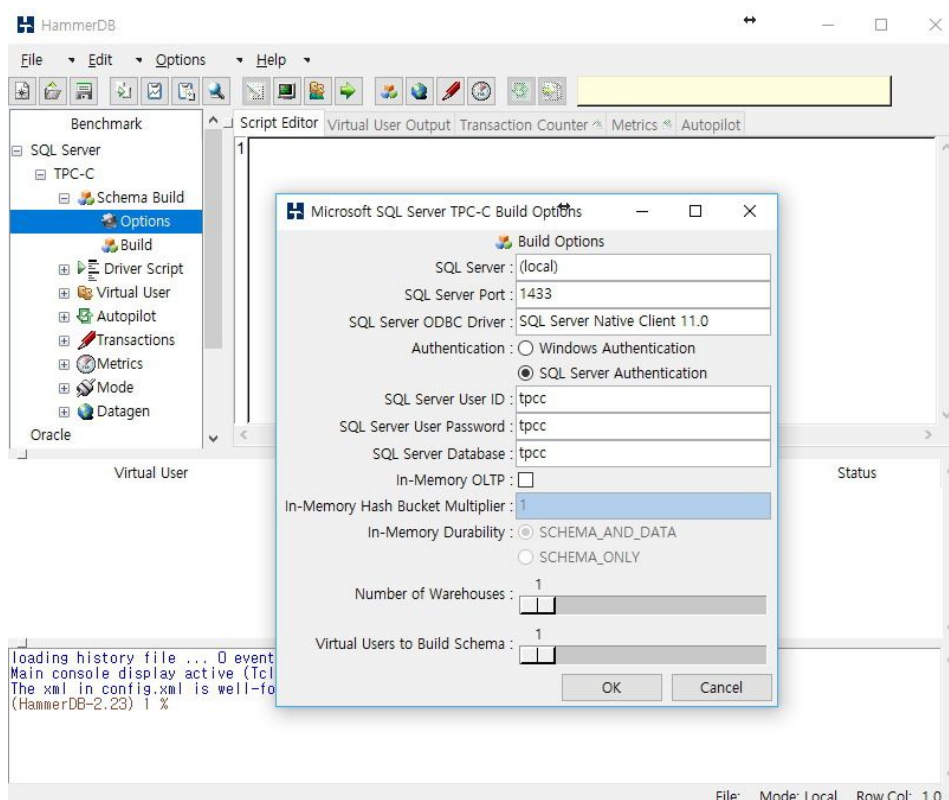 HammerDB
File Edit Options Help
Benchmark
SQL Server
TPC-C
Schema Build
Options
Build
Driver Script
Virtual User
Autopilot
Transactions
Metrics
Mode
Datagen
Oracle
Script Editor Virtual User Output Transaction Counter Metrics Autopilot
1
Microsoft SQL Server TPC-C Build Options
Build Options
SQL Server : (local)
SQL Server Port : 1433
SQL Server ODBC Driver : SQL Server Native Client 11.0
Authentication : Windows Authentication
SQL Server Authentication
SQL Server User ID : tpcc
SQL Server User Password : tpcc
SQL Server Database : tpcc
In-Memory OLTP :
In-Memory Hash Bucket Multiplier : 1
In-Memory Durability : SCHEMA_AND_DATA
SCHEMA_ONLY
1
Number of Warehouses :
1
Virtual Users to Build Schema :
OK Cancel
Virtual User Status
loading history file ... 0 event
Main console display active (Tcl
The xml in config.xml is well-fo
(HammerDB-2.23) 1 %
File: Mode: Local Row.Col: 1.0